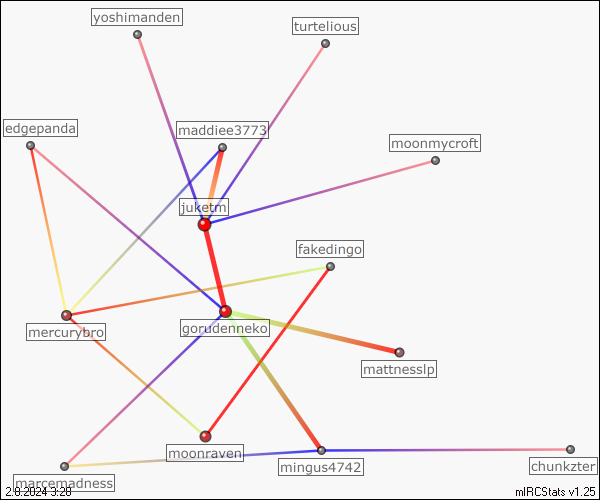 yoshimanden
turtelious
edgepanda
maddiee3773
moonmycroft
juketm
fakedingo
gorudenneko
mercurybro
mattnesslp
moonraven
mingus4742
chunkzter
marcemadness
2.8.2024 3:28
mIRCStats v1.25